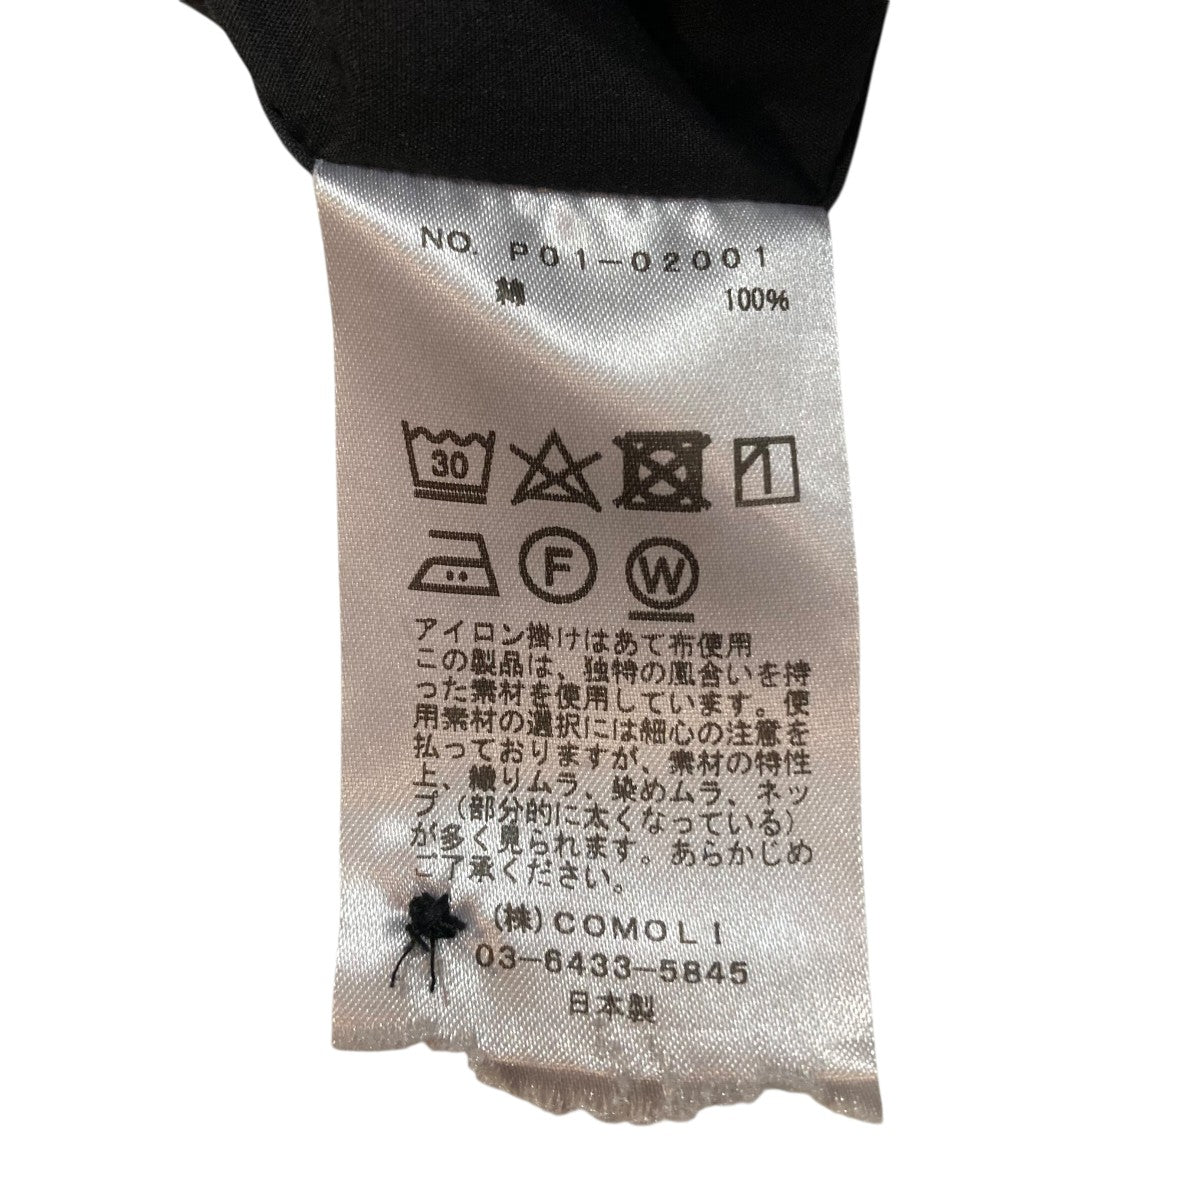 NO. P01-02001
綿 100%
30
F W
アイロン掛けはあて布使用
この製品は、独特の風合いを持
った素材を使用しています。使
用素材の選択には細心の注意を
払っておりますが、素材の特性
上、織りムラ、染めムラ、ネッ
プ（部分的に太くなっている）
が多く見られます。あらかじめ
ご了承ください。
(株)COMOLI
03-6433-5845
日本製